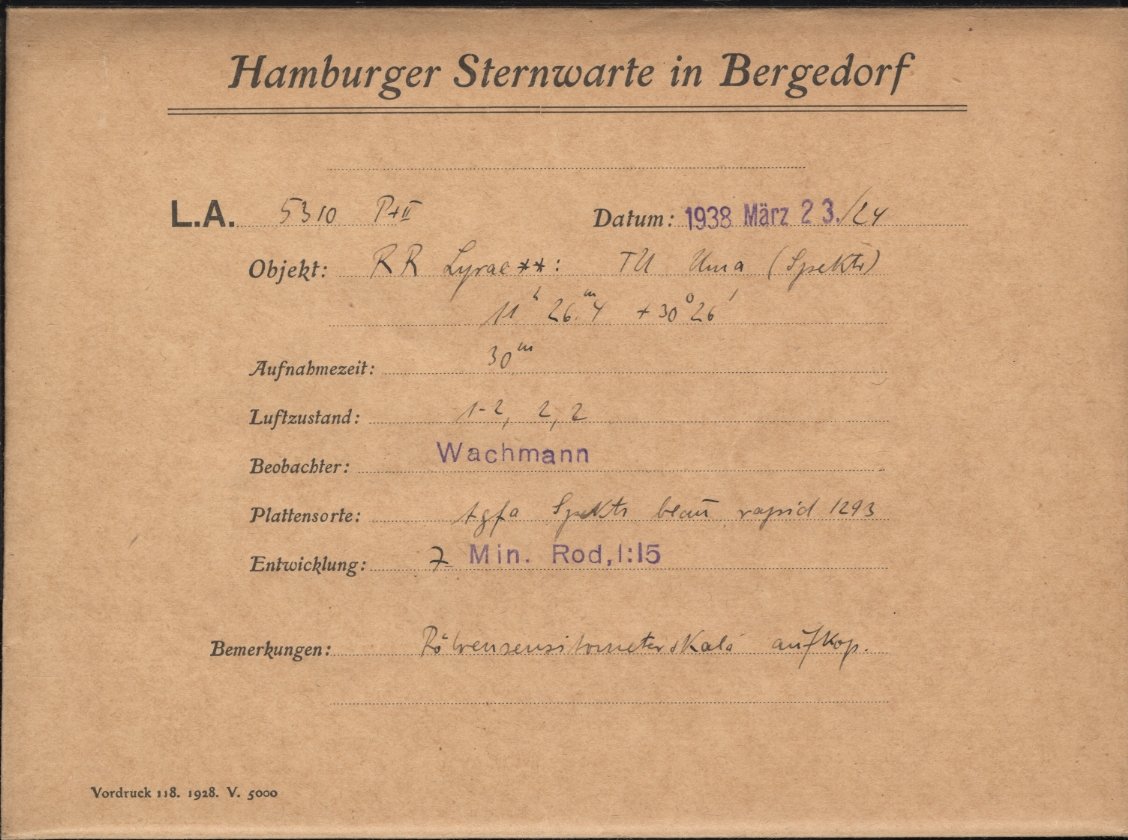 Hamburger Sternwarte in Bergedorf
L.A. 5310 P+II Datum: 1938 März 23./24
Objekt: RR Lyrae **: TU Uma (Spektr)
11h 26.m4 +30°26'
Aufnahmezeit: 30m
Luftzustand: 1-2, 2, 2
Beobachter: Wachmann
Plattensorte: Agfa Spektr blau rapid 1293
Entwicklung: 7 Min. Rod, 1:15
Bemerkungen: Röhrensensitometerskala aufkop.
Vordruck 118. 1928. V. 5000